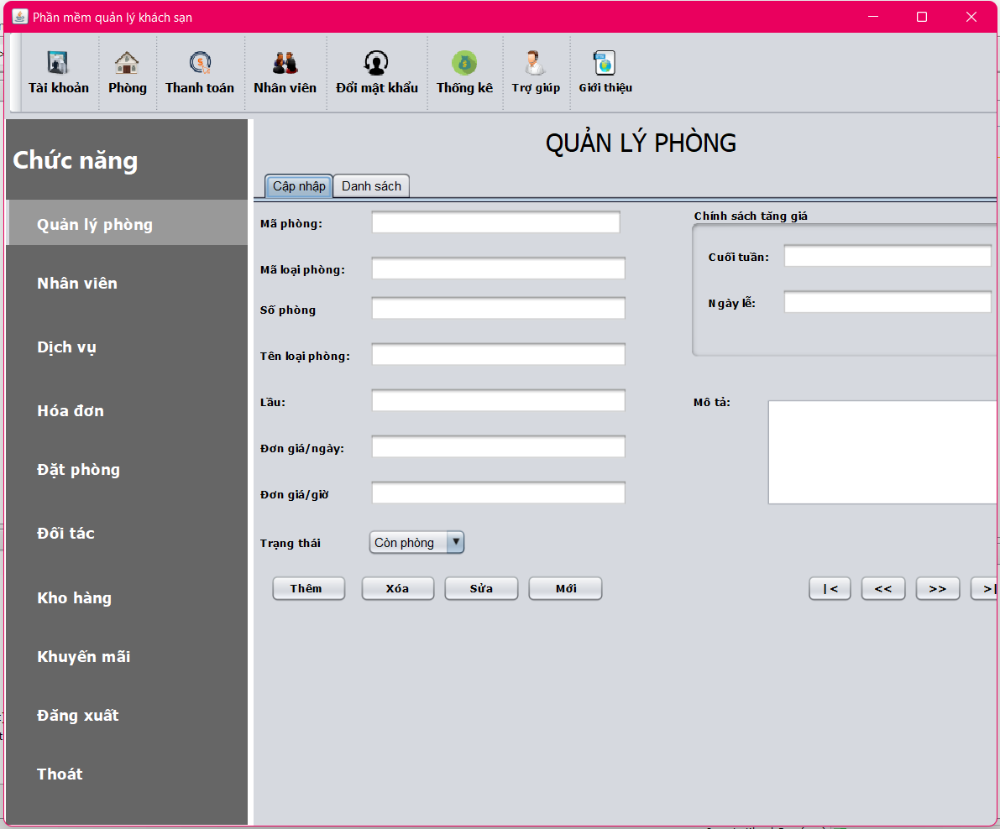 Phần mềm quản lý khách sạn
Tài khoản Phòng Thanh toán Nhân viên Đổi mật khẩu Thống kê Trợ giúp Giới thiệu
Chức năng
Quản lý phòng
Nhân viên
Dịch vụ
Hóa đơn
Đặt phòng
Đối tác
Kho hàng
Khuyến mãi
Đăng xuất
Thoát
QUẢN LÝ PHÒNG
Cập nhập Danh sách
Mã phòng:
Mã loại phòng:
Số phòng
Tên loại phòng:
Lầu:
Đơn giá/ngày:
Đơn giá/giờ
Trạng thái Còn phòng
Chính sách tăng giá
Cuối tuần:
Ngày lễ:
Mô tả:
Thêm Xóa Sửa Mới |< << >> >|